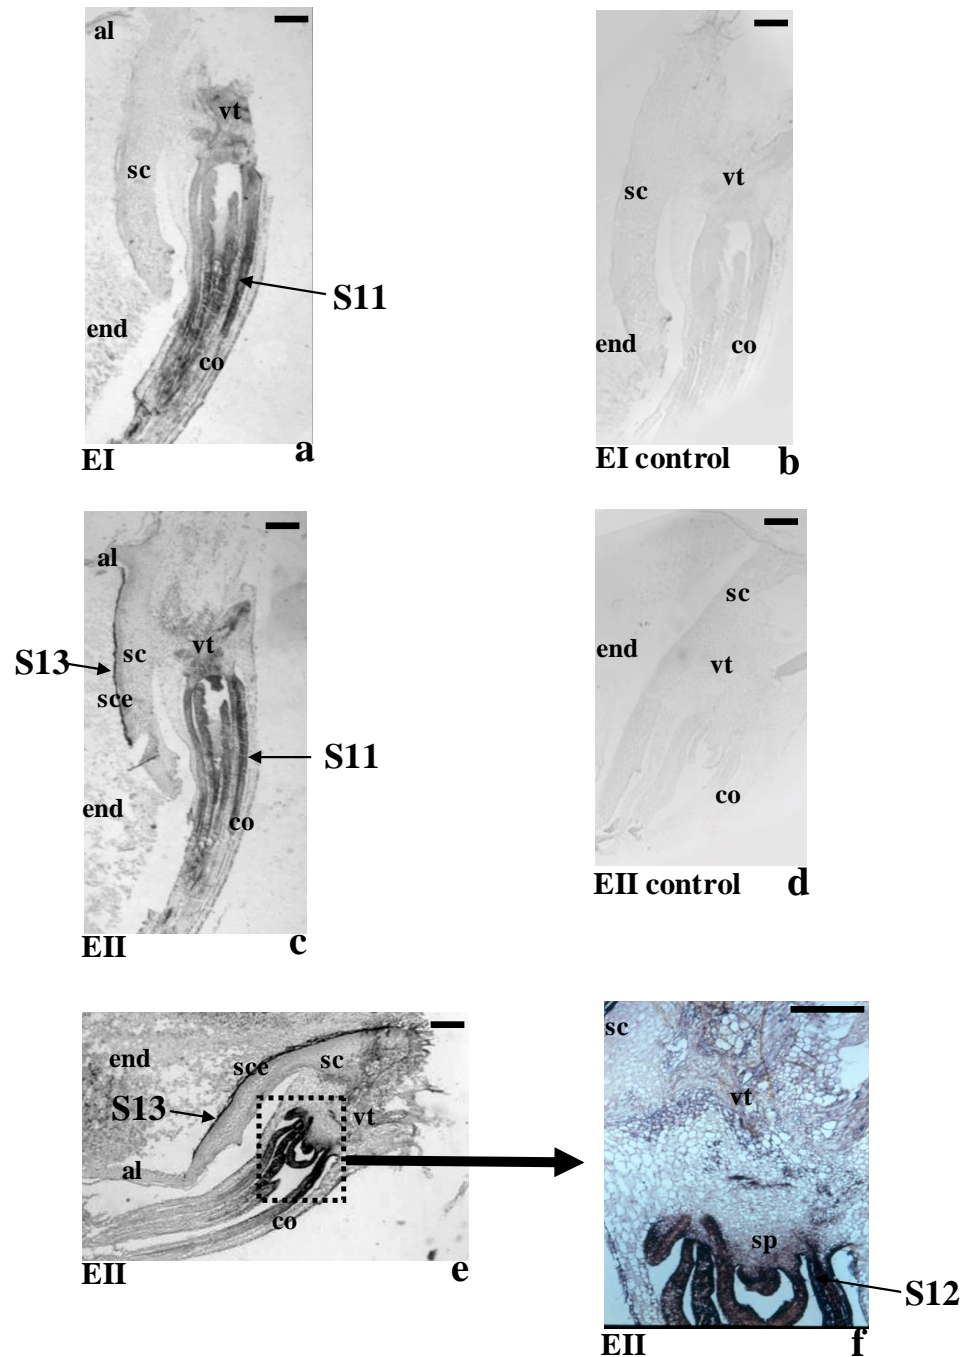 al
vt
sc
S11
end
co
EI
a
sc
vt
end
co
EI control
b
al
S13
sc
vt
sce
S11
end
co
EII
c
sc
end
vt
co
EII control
d
end
sce
sc
S13
vt
al
co
EII
e
sc
vt
sp
S12
EII
f